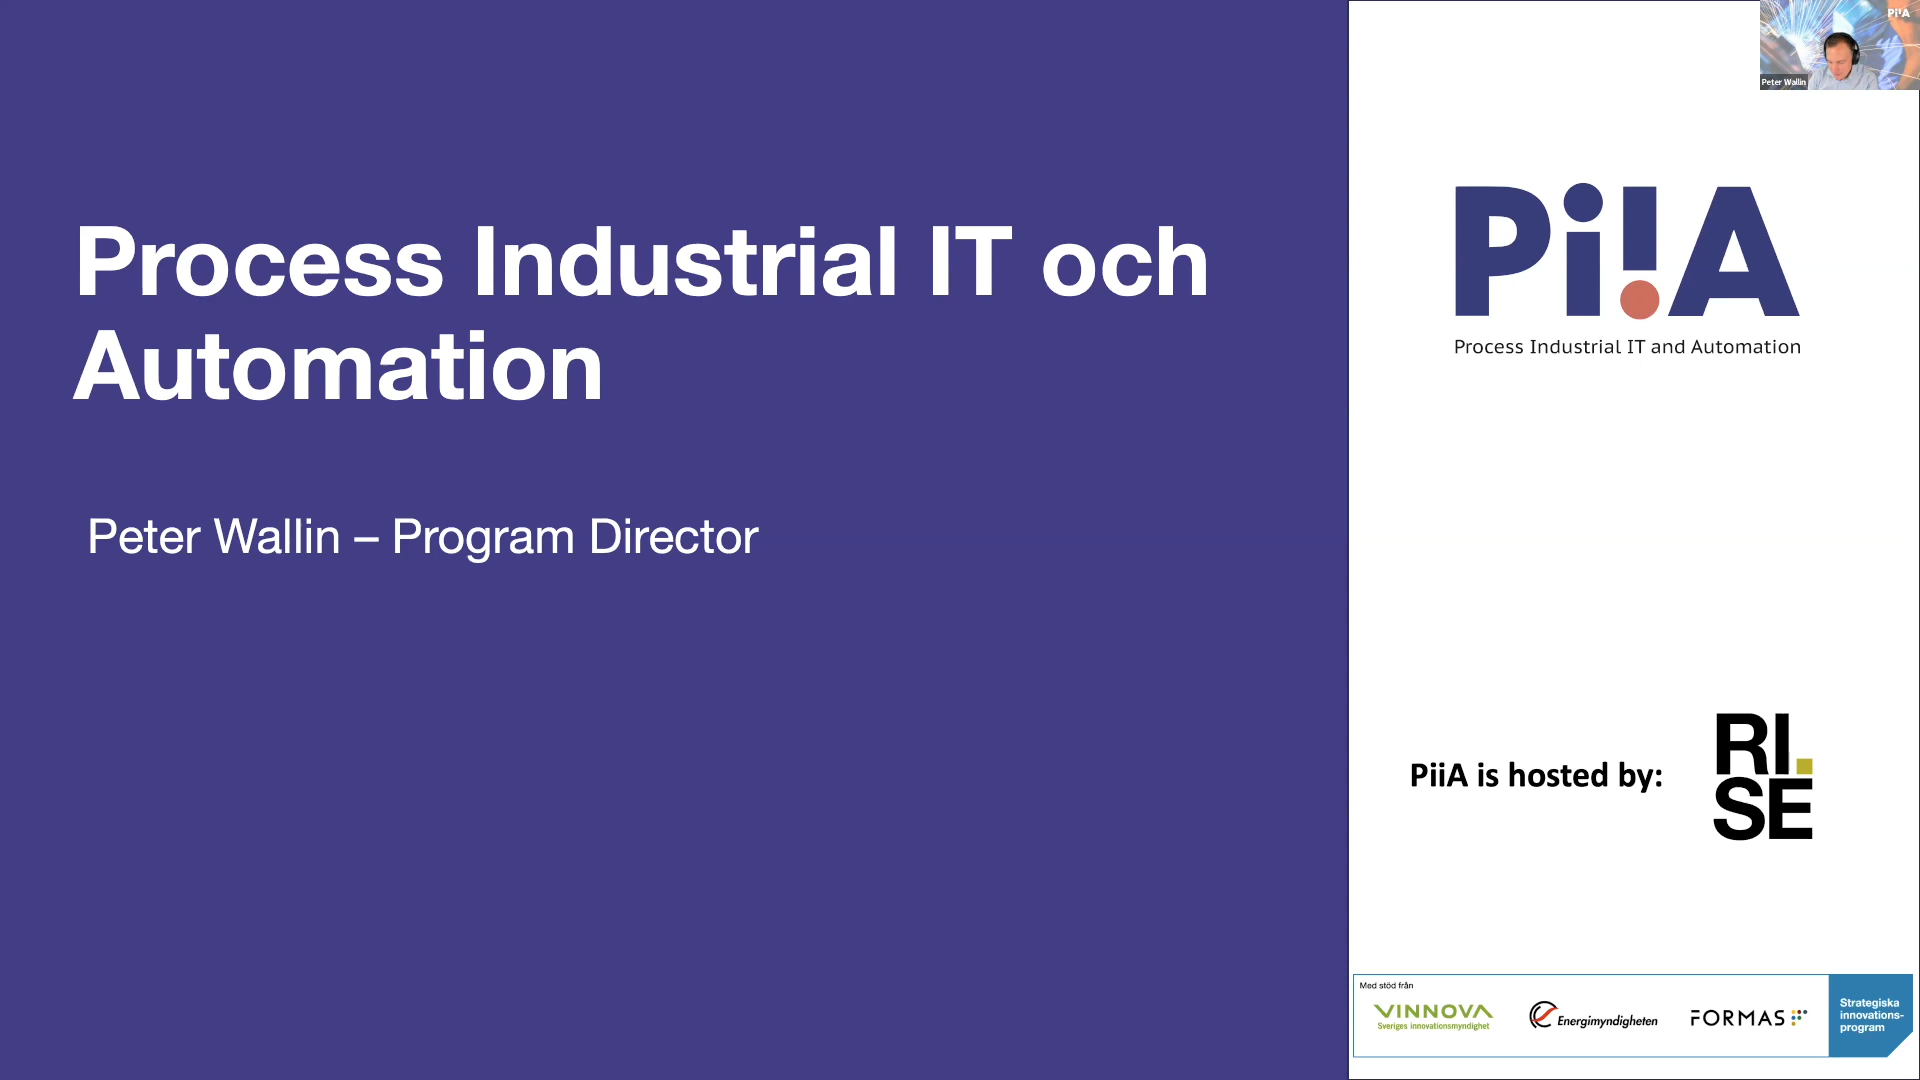 Process Industrial IT och
Automation
Peter Wallin – Program Director
PiiA
Peter Wallin
PiiA
Process Industrial IT and Automation
PiiA is hosted by:
RI.
SE
Med stöd från
VINNOVA
Sveriges innovationsmyndighet
Energimyndigheten
FORMAS
Strategiska
innovations-
program